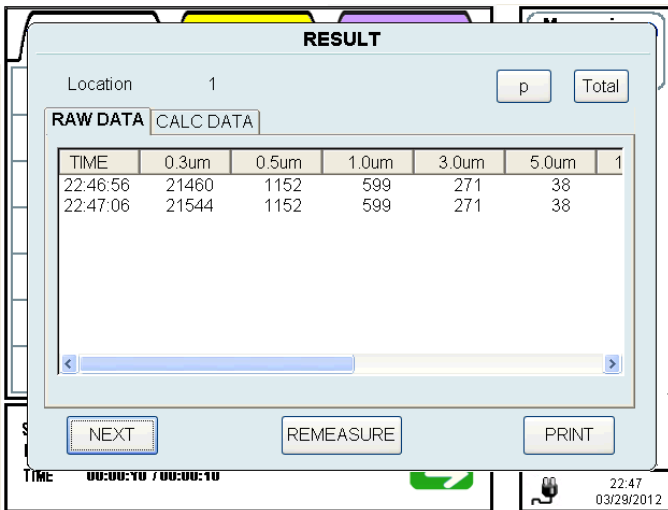 RESULT
Location 1 p Total
RAW DATA CALC DATA
TIME 0.3um 0.5um 1.0um 3.0um 5.0um 1
22:46:56 21460 1152 599 271 38
22:47:06 21544 1152 599 271 38
NEXT REMEASURE PRINT
TIME 00:00:10 / 00:00:10
22:47
03/29/2012